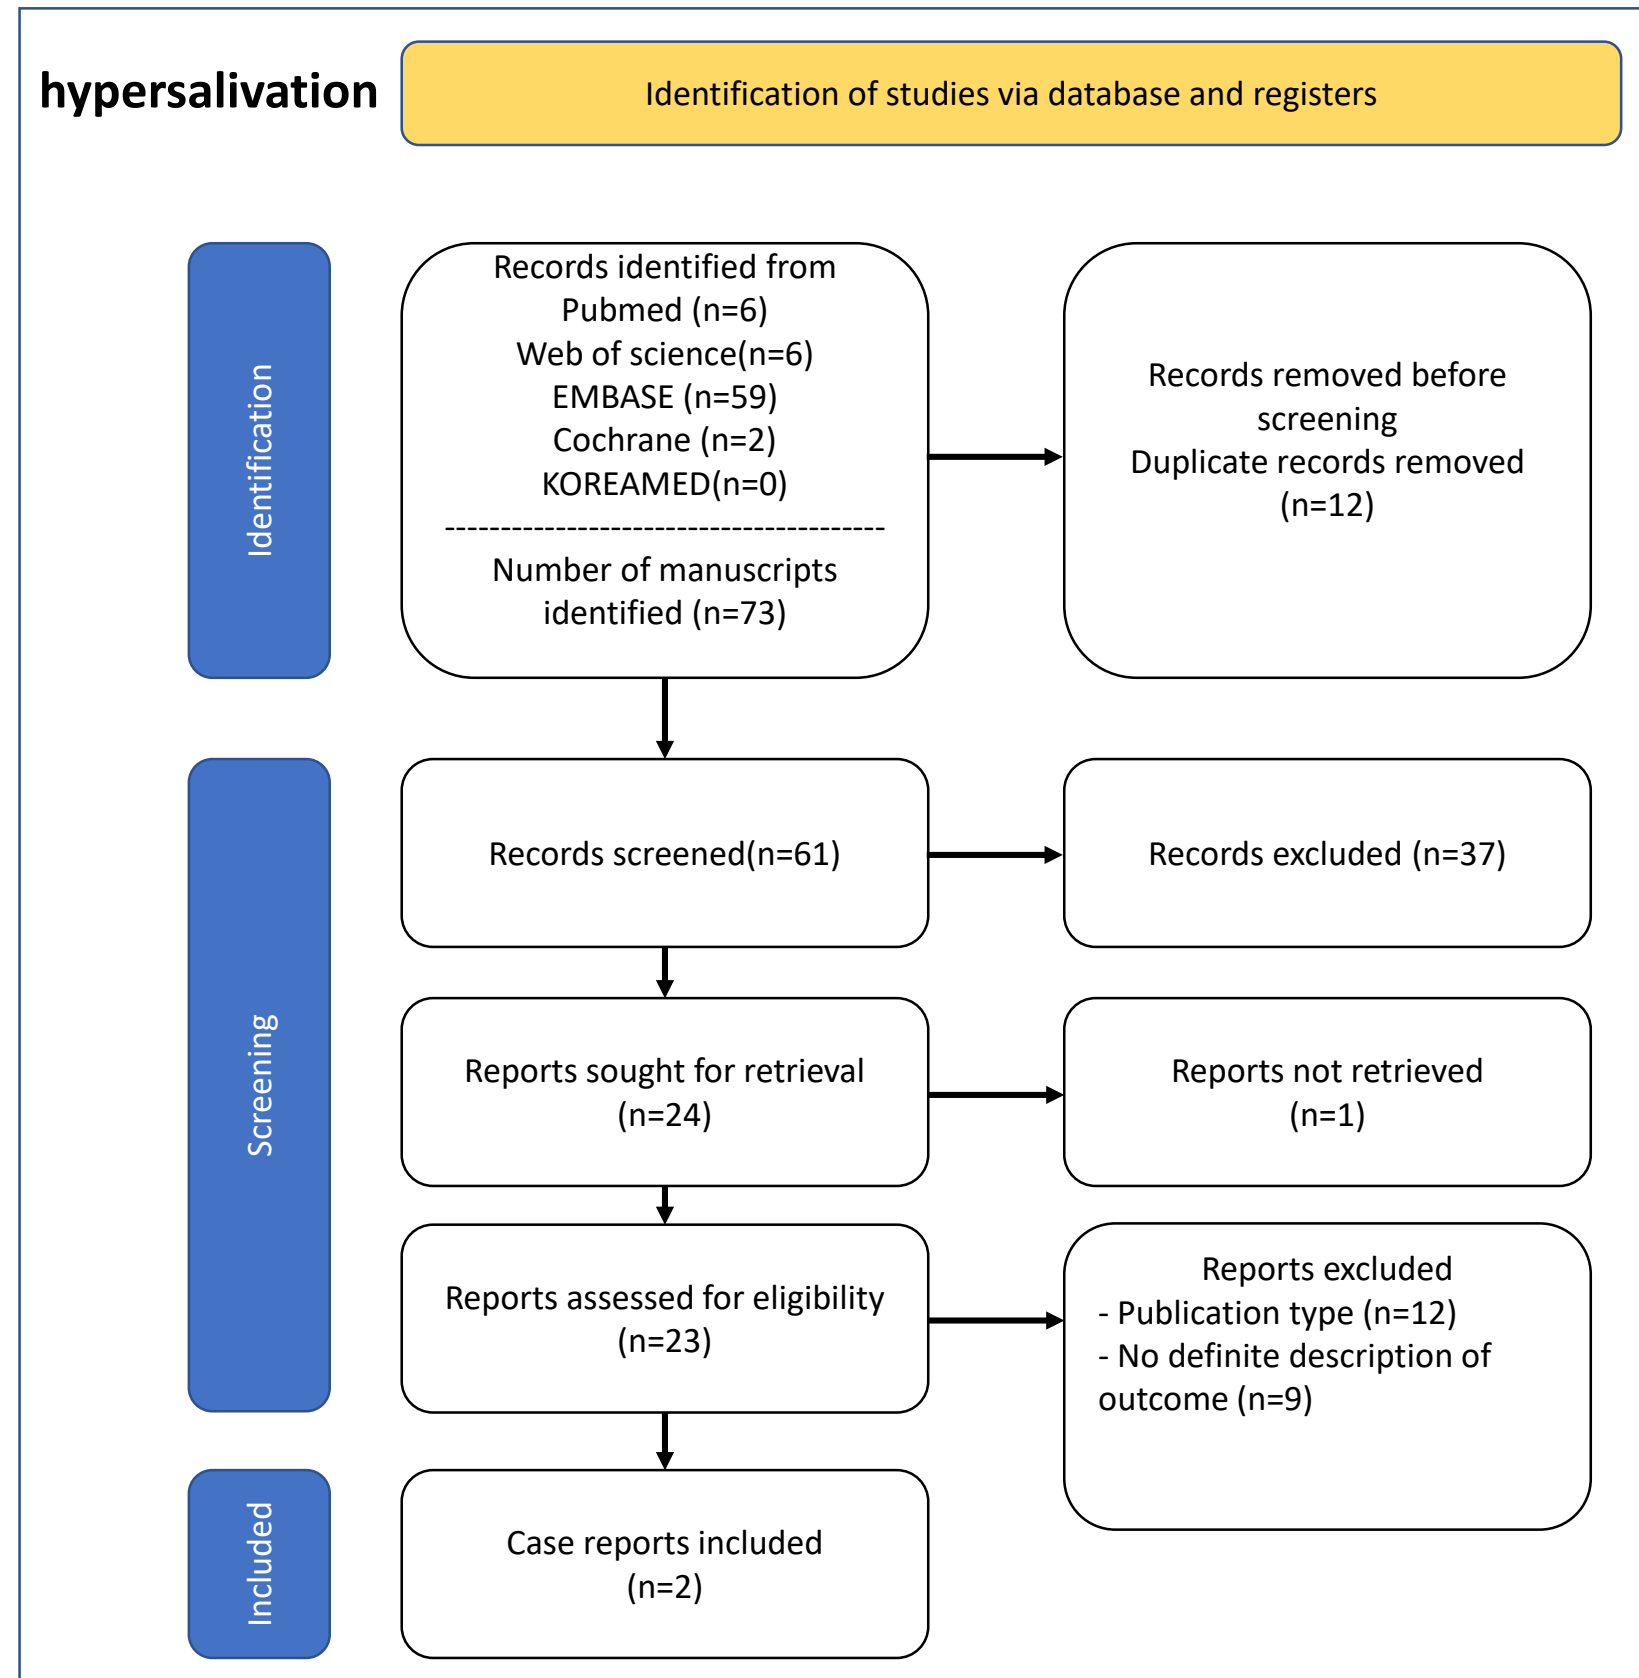 hypersalivation
Identification of studies via database and registers
Identification
Records identified from
Pubmed (n=6)
Web of science(n=6)
EMBASE (n=59)
Cochrane (n=2)
KOREAMED(n=0)
----------------------------------------
Number of manuscripts
identified (n=73)
Records removed before
screening
Duplicate records removed
(n=12)
Screening
Records screened(n=61)
Records excluded (n=37)
Reports sought for retrieval
(n=24)
Reports not retrieved
(n=1)
Reports assessed for eligibility
(n=23)
Reports excluded
- Publication type (n=12)
- No definite description of
outcome (n=9)
Included
Case reports included
(n=2)